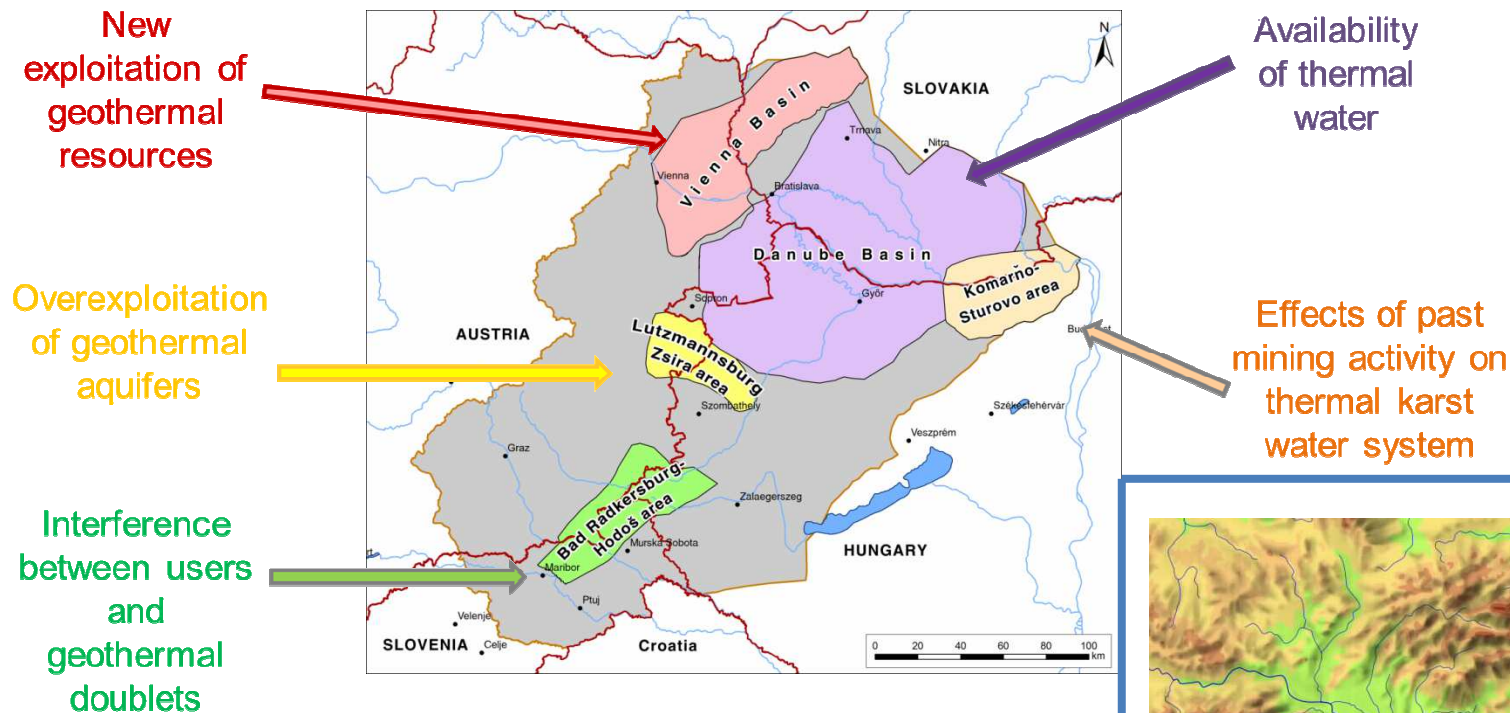 New
exploitation of
geothermal
resources
Overexploitation
of geothermal
aquifers
Interference
between users
and
geothermal
doublets
N
SLOVAKIA
Trnava
Nitra
Vienna Basin
Vienna
Bratislava
Danube Basin
Komarňo-
Sturovo area
Sopron
Győr
AUSTRIA
Lutzmannsburg
Zsira area
Szombathely
Székesfehérvár
Veszprém
Graz
Bad Radkersburg-
Hodoš area
Zalaegerszeg
Murska Sobota
HUNGARY
Maribor
Ptuj
Velenje
SLOVENIA
Celje
Croatia
0 20 40 60 80 100
km
Availability
of thermal
water
Effects of past
mining activity on
thermal karst
water system